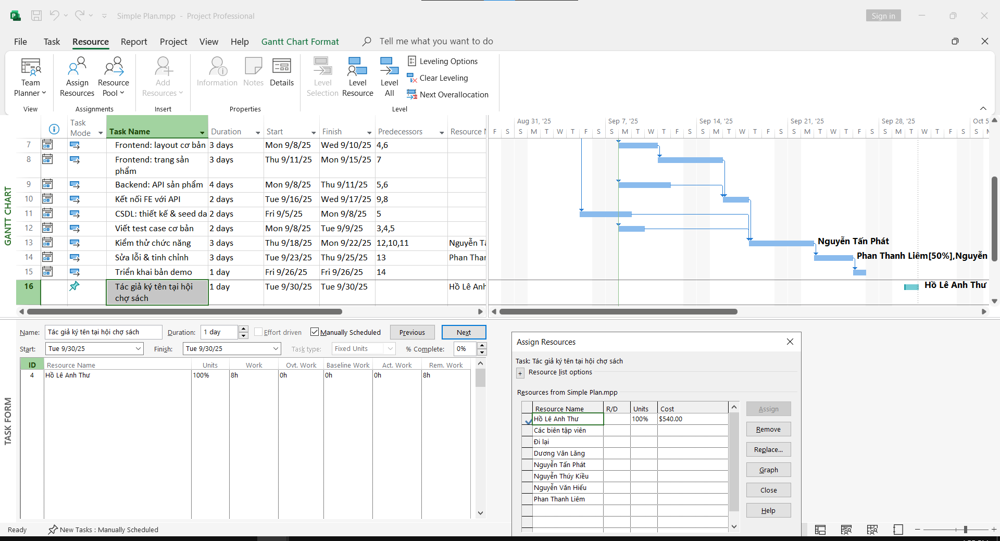 Simple Plan.mpp - Project Professional
Sign in
File Task Resource Report Project View Help Gantt Chart Format Tell me what you want to do
Team Planner
Assign Resources
Resource Pool
Add Resources
Information
Notes
Details
Level Selection
Level Resource
Level All
Leveling Options
Clear Leveling
Next Overallocation
View Assignments Insert Properties Level
GANTT CHART
Task Mode Task Name Duration Start Finish Predecessors Resource N
Aug 31, '25 Sep 7, '25 Sep 14, '25 Sep 21, '25 Sep 28, '25 Oct 5
F S S M T W T F S S M T W T F S S M T W T F S S M T W T F S S M T W T F S S M
7 Frontend: layout cơ bản 3 days Mon 9/8/25 Wed 9/10/25 4,6
8 Frontend: trang sản phẩm 3 days Thu 9/11/25 Mon 9/15/25 7
9 Backend: API sản phẩm 4 days Mon 9/8/25 Thu 9/11/25 5,6
10 Kết nối FE với API 2 days Tue 9/16/25 Wed 9/17/25 9,8
11 CSDL: thiết kế & seed da 2 days Fri 9/5/25 Mon 9/8/25 5
12 Viết test case cơ bản 2 days Mon 9/8/25 Tue 9/9/25 3,4,5
13 Kiểm thử chức năng 3 days Thu 9/18/25 Mon 9/22/25 12,10,11 Nguyễn Tấ
Nguyễn Tấn Phát
14 Sửa lỗi & tinh chỉnh 3 days Tue 9/23/25 Thu 9/25/25 13 Phan Than
Phan Thanh Liêm[50%],Nguyễn
15 Triển khai bản demo 1 day Fri 9/26/25 Fri 9/26/25 14
16 Tác giả ký tên tại hội chợ sách 1 day Tue 9/30/25 Tue 9/30/25 Hồ Lê Anh
Hồ Lê Anh Thư
TASK FORM
Name: Tác giả ký tên tại hội chợ sách Duration: 1 day Effort driven Manually Scheduled Previous Next
Start: Tue 9/30/25 Finish: Tue 9/30/25 Task type: Fixed Units % Complete: 0%
ID Resource Name Units Work Ovt. Work Baseline Work Act. Work Rem. Work
4 Hồ Lê Anh Thư 100% 8h 0h 0h 0h 8h
Assign Resources
Task: Tác giả ký tên tại hội chợ sách
+ Resource list options
Resources from Simple Plan.mpp
Resource Name R/D Units Cost
Hồ Lê Anh Thư 100% $540.00
Các biên tập viên
Đi lại
Dương Văn Lăng
Nguyễn Tấn Phát
Nguyễn Thúy Kiều
Nguyễn Văn Hiếu
Phan Thanh Liêm
Assign
Remove
Replace...
Graph
Close
Help
Ready New Tasks : Manually Scheduled